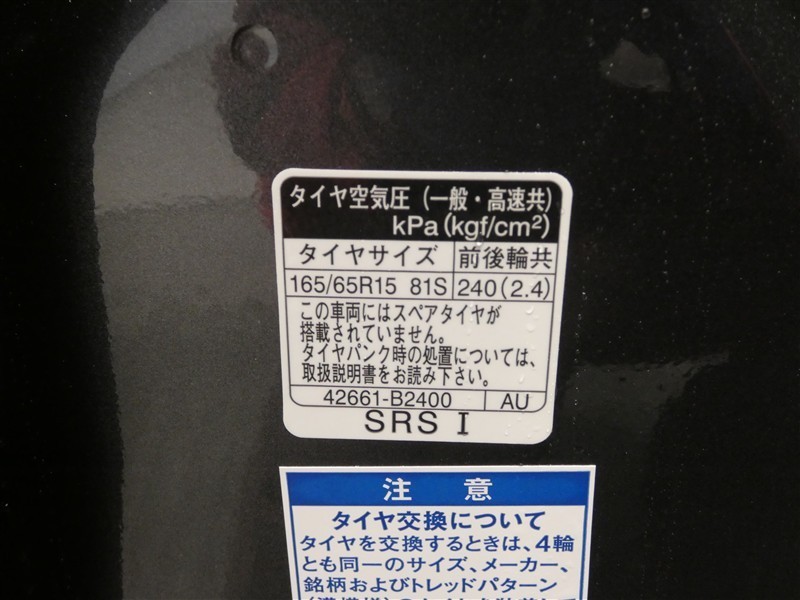 タイヤ空気圧（一般・高速共）
kPa(kgf/cm²)
タイヤサイズ 前後輪共
165/65R15 81S 240(2.4)
この車両にはスペアタイヤが
搭載されていません。
タイヤパンク時の処置については、
取扱説明書をお読み下さい。
42661-B2400 AU
SRS I
注 意
タイヤ交換について
タイヤを交換するときは、4輪
とも同一のサイズ、メーカー、
銘柄およびトレッドパターン